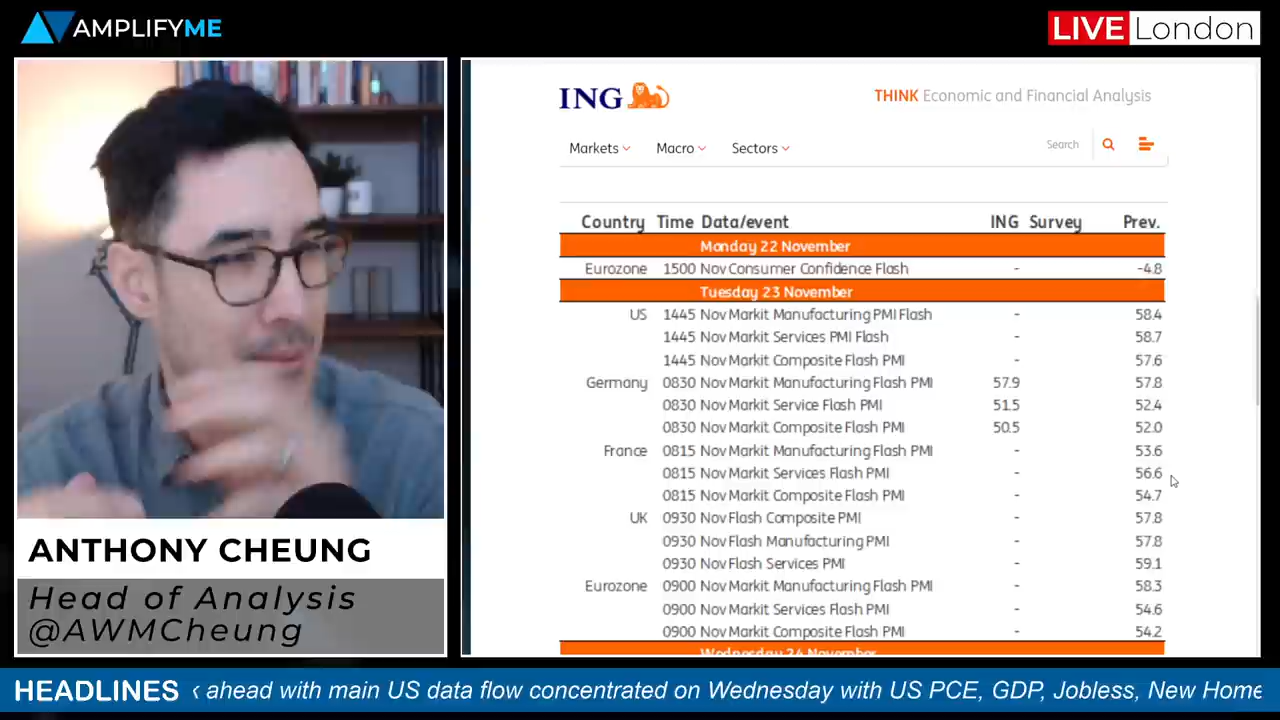 AMPLIFYME
LIVE London
ING
THINK Economic and Financial Analysis
Markets Macro Sectors
Search
Country Time Data/event ING Survey Prev.
Monday 22 November
Eurozone 1500 Nov Consumer Confidence Flash - -4.8
Tuesday 23 November
US 1445 Nov Markit Manufacturing PMI Flash - 58.4
1445 Nov Markit Services PMI Flash - 58.7
1445 Nov Markit Composite Flash PMI - 57.6
Germany 0830 Nov Markit Manufacturing Flash PMI 57.9 57.8
0830 Nov Markit Service Flash PMI 51.5 52.4
0830 Nov Markit Composite Flash PMI 50.5 52.0
France 0815 Nov Markit Manufacturing Flash PMI - 53.6
0815 Nov Markit Services Flash PMI - 56.6
0815 Nov Markit Composite Flash PMI - 54.7
UK 0930 Nov Flash Composite PMI - 57.8
0930 Nov Flash Manufacturing PMI - 57.8
0930 Nov Flash Services PMI - 59.1
Eurozone 0900 Nov Markit Manufacturing Flash PMI - 58.3
0900 Nov Markit Services Flash PMI - 54.6
0900 Nov Markit Composite Flash PMI - 54.2
Wednesday 24 November
ANTHONY CHEUNG
Head of Analysis
@AWMCheung
HEADLINES ahead with main US data flow concentrated on Wednesday with US PCE, GDP, Jobless, New Home